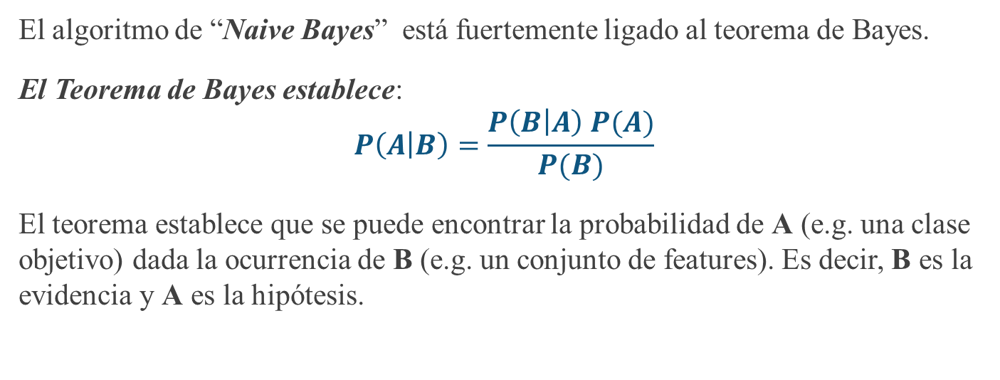 El algoritmo de “Naive Bayes” está fuertemente ligado al teorema de Bayes.
El Teorema de Bayes establece:
P(A|B) = P(B|A) P(A) / P(B)
El teorema establece que se puede encontrar la probabilidad de A (e.g. una clase
objetivo) dada la ocurrencia de B (e.g. un conjunto de features). Es decir, B es la
evidencia y A es la hipótesis.